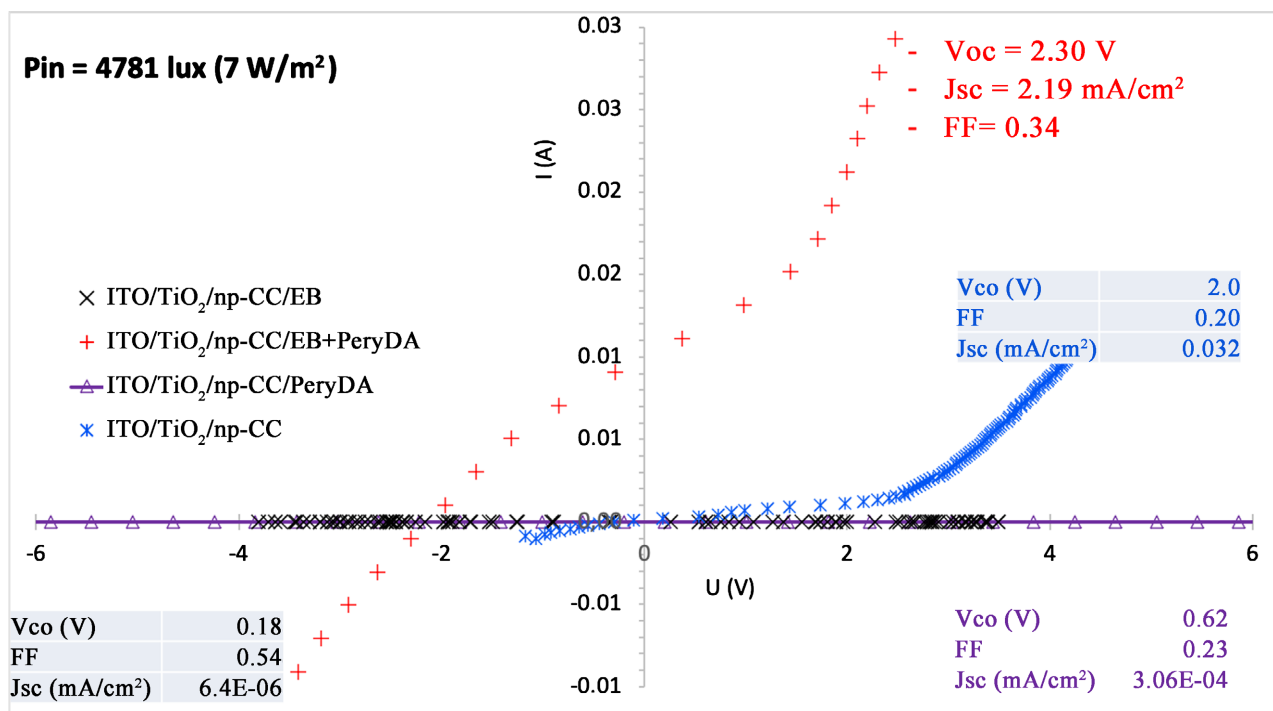 Pin = 4781 lux (7 W/m²)
- Voc = 2.30 V
- Jsc = 2.19 mA/cm²
- FF= 0.34
I (A)
0.03
0.03
0.02
0.02
0.01
0.01
0.00
-0.01
-0.01
ITO/TiO₂/np-CC/EB
ITO/TiO₂/np-CC/EB+PeryDA
ITO/TiO₂/np-CC/PeryDA
ITO/TiO₂/np-CC
Vco (V) 2.0
FF 0.20
Jsc (mA/cm²) 0.032
-6 -4 -2 0 2 4 6
U (V)
Vco (V) 0.18
FF 0.54
Jsc (mA/cm²) 6.4E-06
Vco (V) 0.62
FF 0.23
Jsc (mA/cm²) 3.06E-04